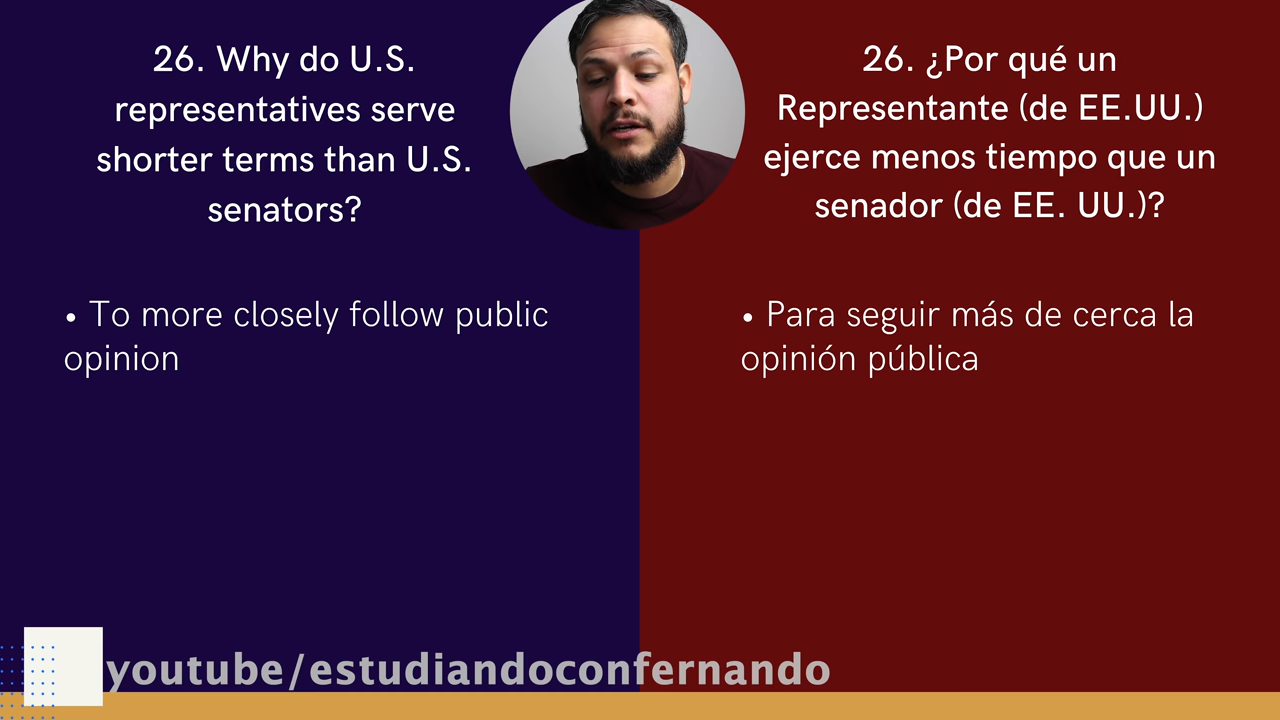 26. Why do U.S.
representatives serve
shorter terms than U.S.
senators?
• To more closely follow public
opinion
26. ¿Por qué un
Representante (de EE.UU.)
ejerce menos tiempo que un
senador (de EE. UU.)?
• Para seguir más de cerca la
opinión pública
youtube/estudiandoconfernando